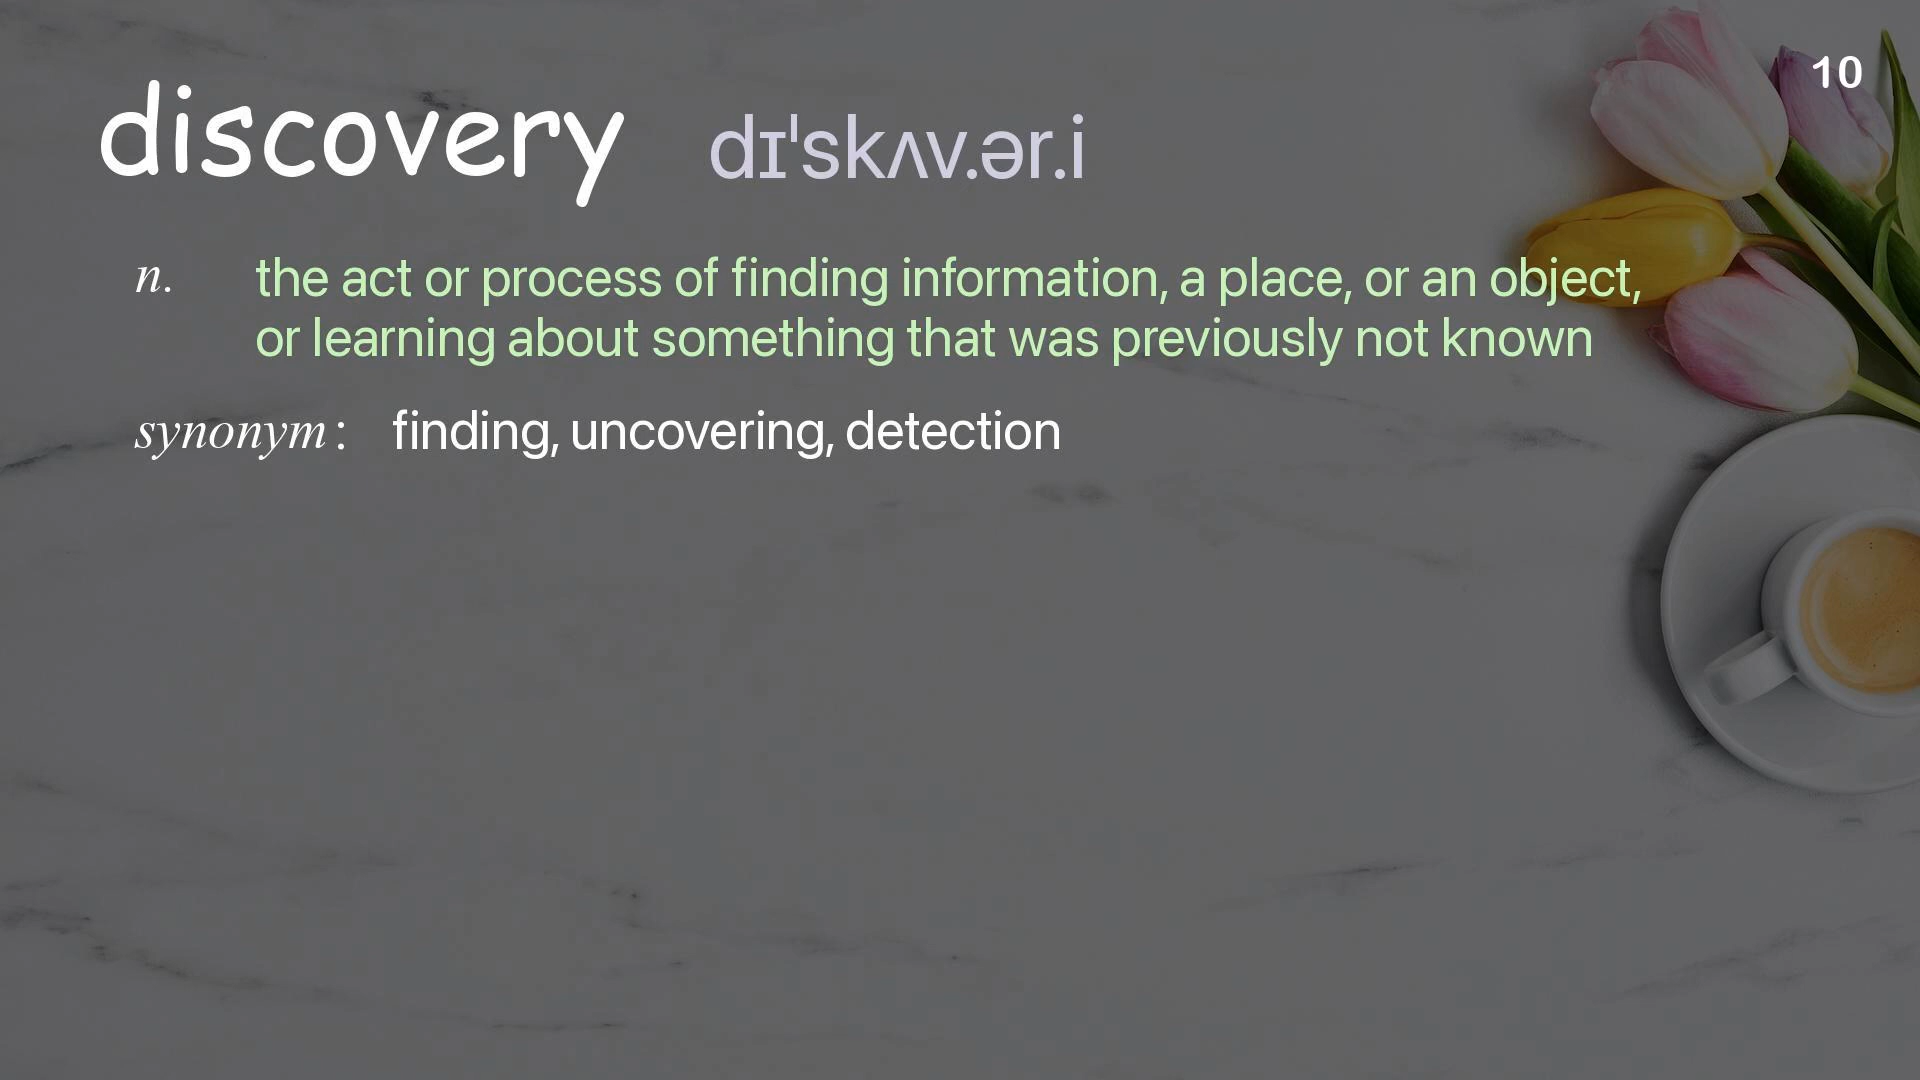 10
discovery dɪˈskʌv.ər.i
n. the act or process of finding information, a place, or an object,
or learning about something that was previously not known
synonym: finding, uncovering, detection